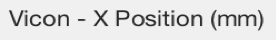 Vicon - X Position (mm)